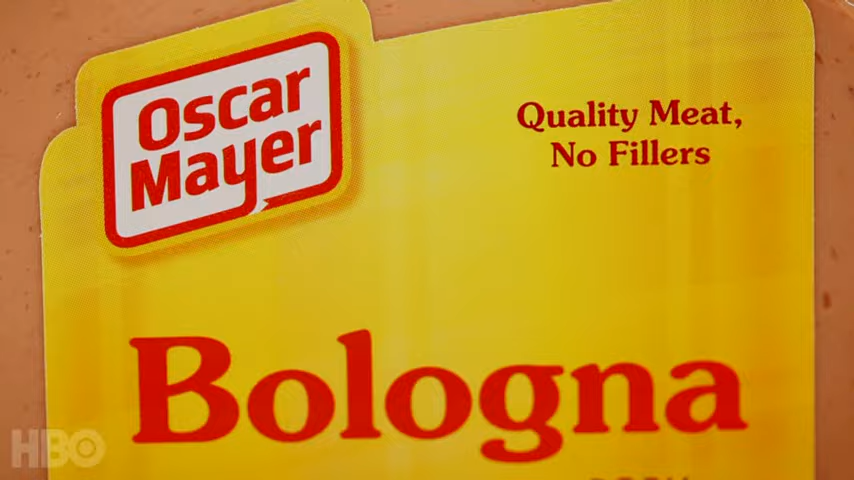 Oscar
Mayer
Quality Meat,
No Fillers
Bologna
HBO